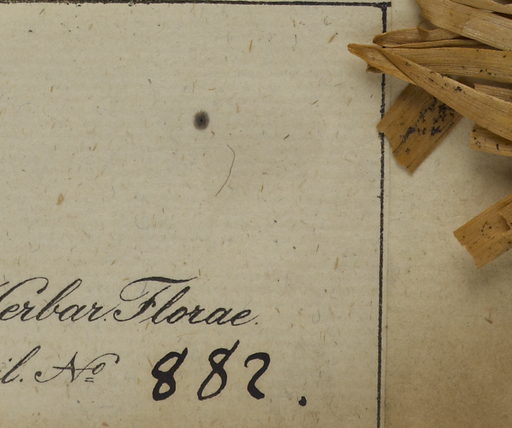 Herbar. Florae.
il. No 882.